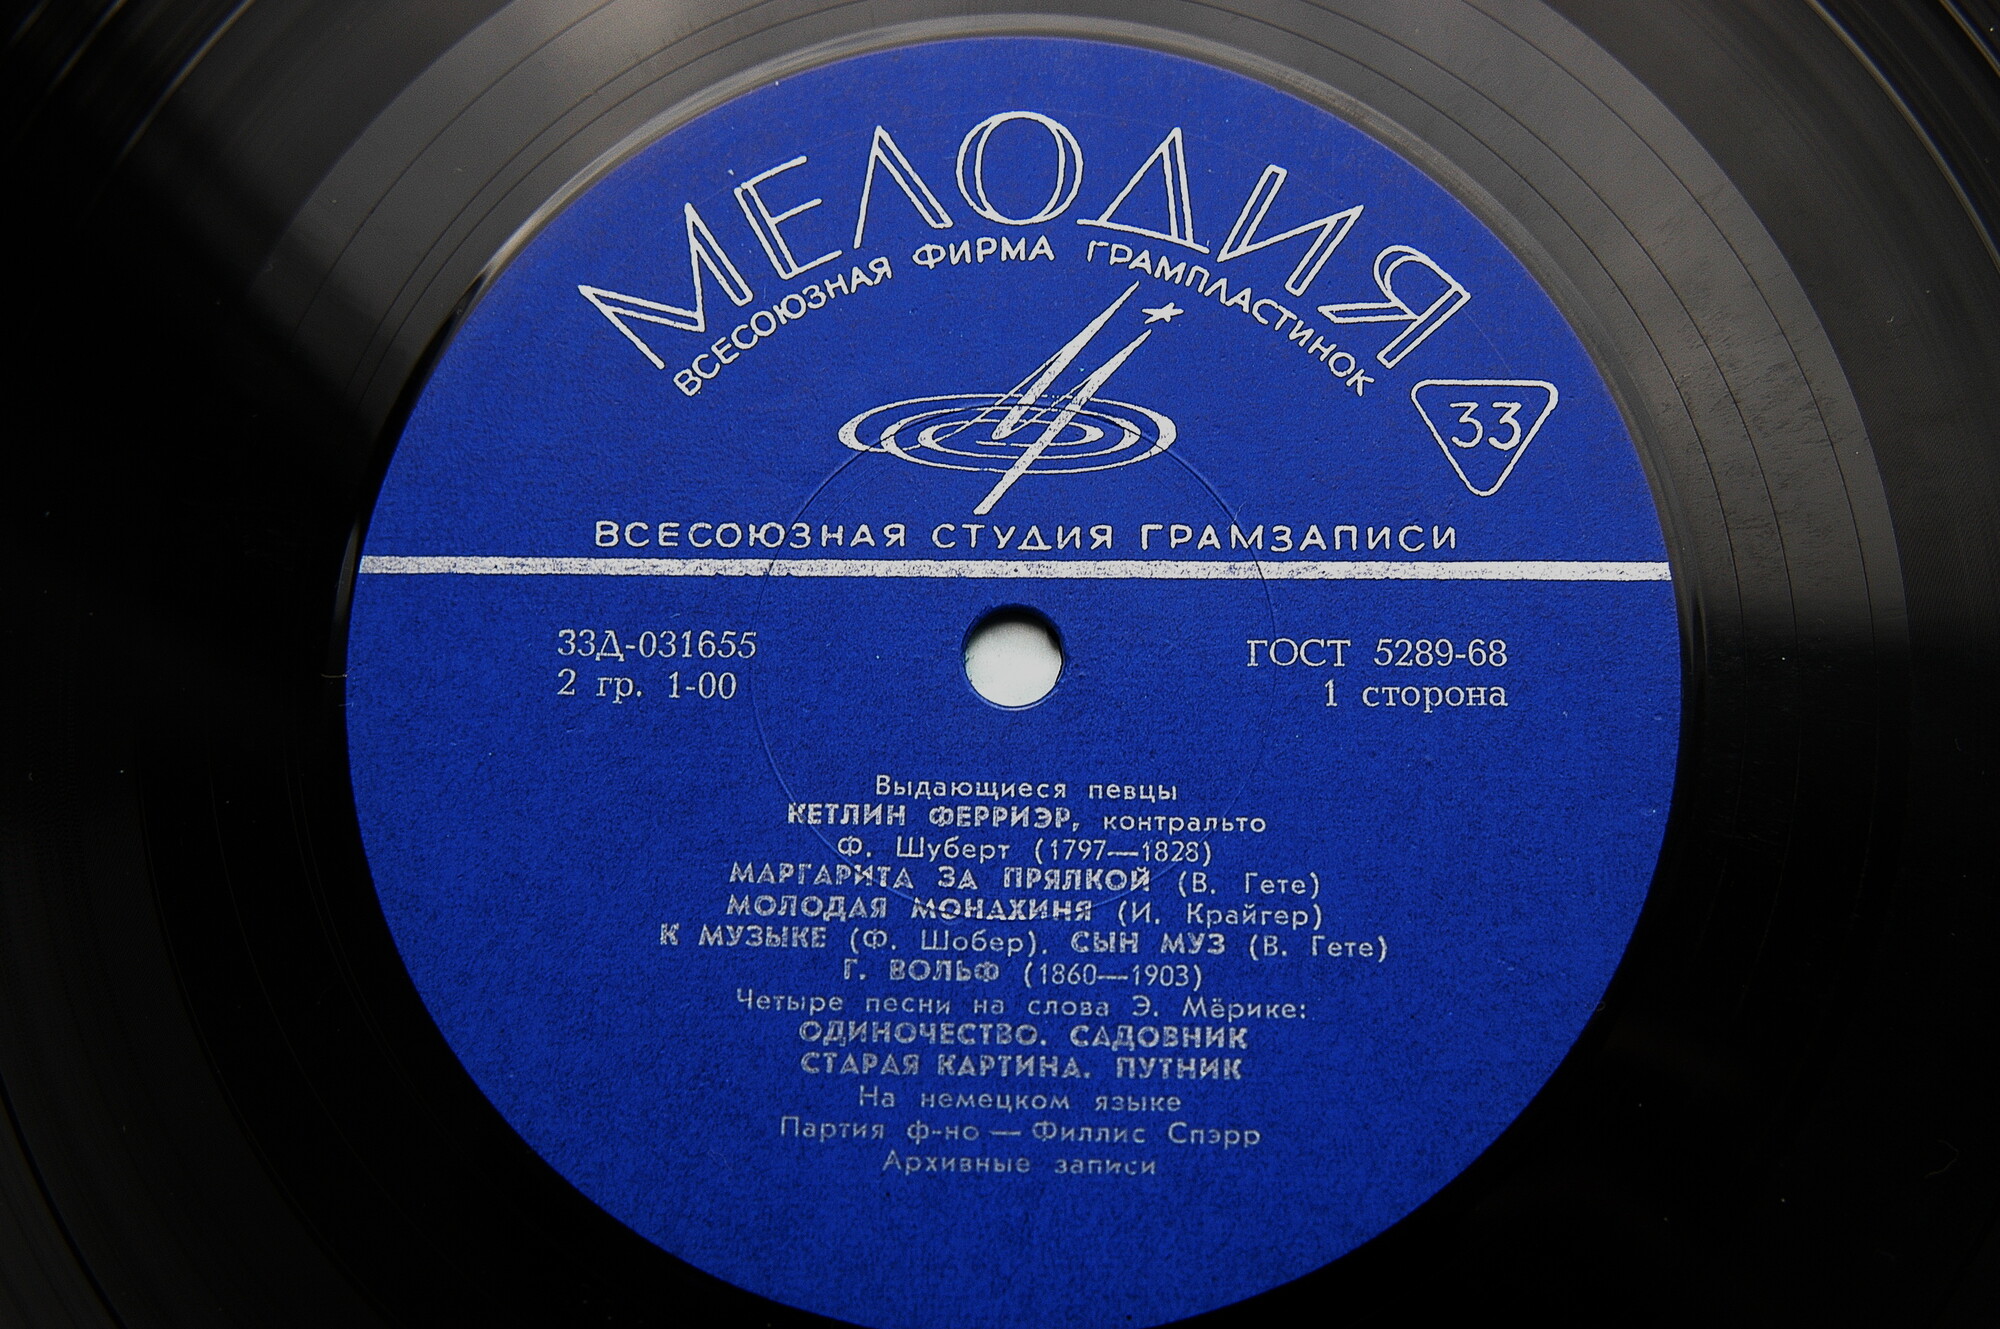 МЕЛОДИЯ
ВСЕСОЮЗНАЯ ФИРМА ГРАМПЛАСТИНОК
33
ВСЕСОЮЗНАЯ СТУДИЯ ГРАМЗАПИСИ
33Д-031655
2 гр. 1-00
ГОСТ 5289-68
1 сторона
Выдающиеся певцы
КЕТЛИН ФЕРРИЭР, контральто
Ф. Шуберт (1797—1828)
МАРГАРИТА ЗА ПРЯЛКОЙ (В. Гете)
МОЛОДАЯ МОНАХИНЯ (И. Крайгер)
К МУЗЫКЕ (Ф. Шобер). СЫН МУЗ (В. Гете)
Г. ВОЛЬФ (1860—1903)
Четыре песни на слова Э. Мёрике:
ОДИНОЧЕСТВО. САДОВНИК
СТАРАЯ КАРТИНА. ПУТНИК
На немецком языке
Партия ф-но — Филлис Спэрр
Архивные записи